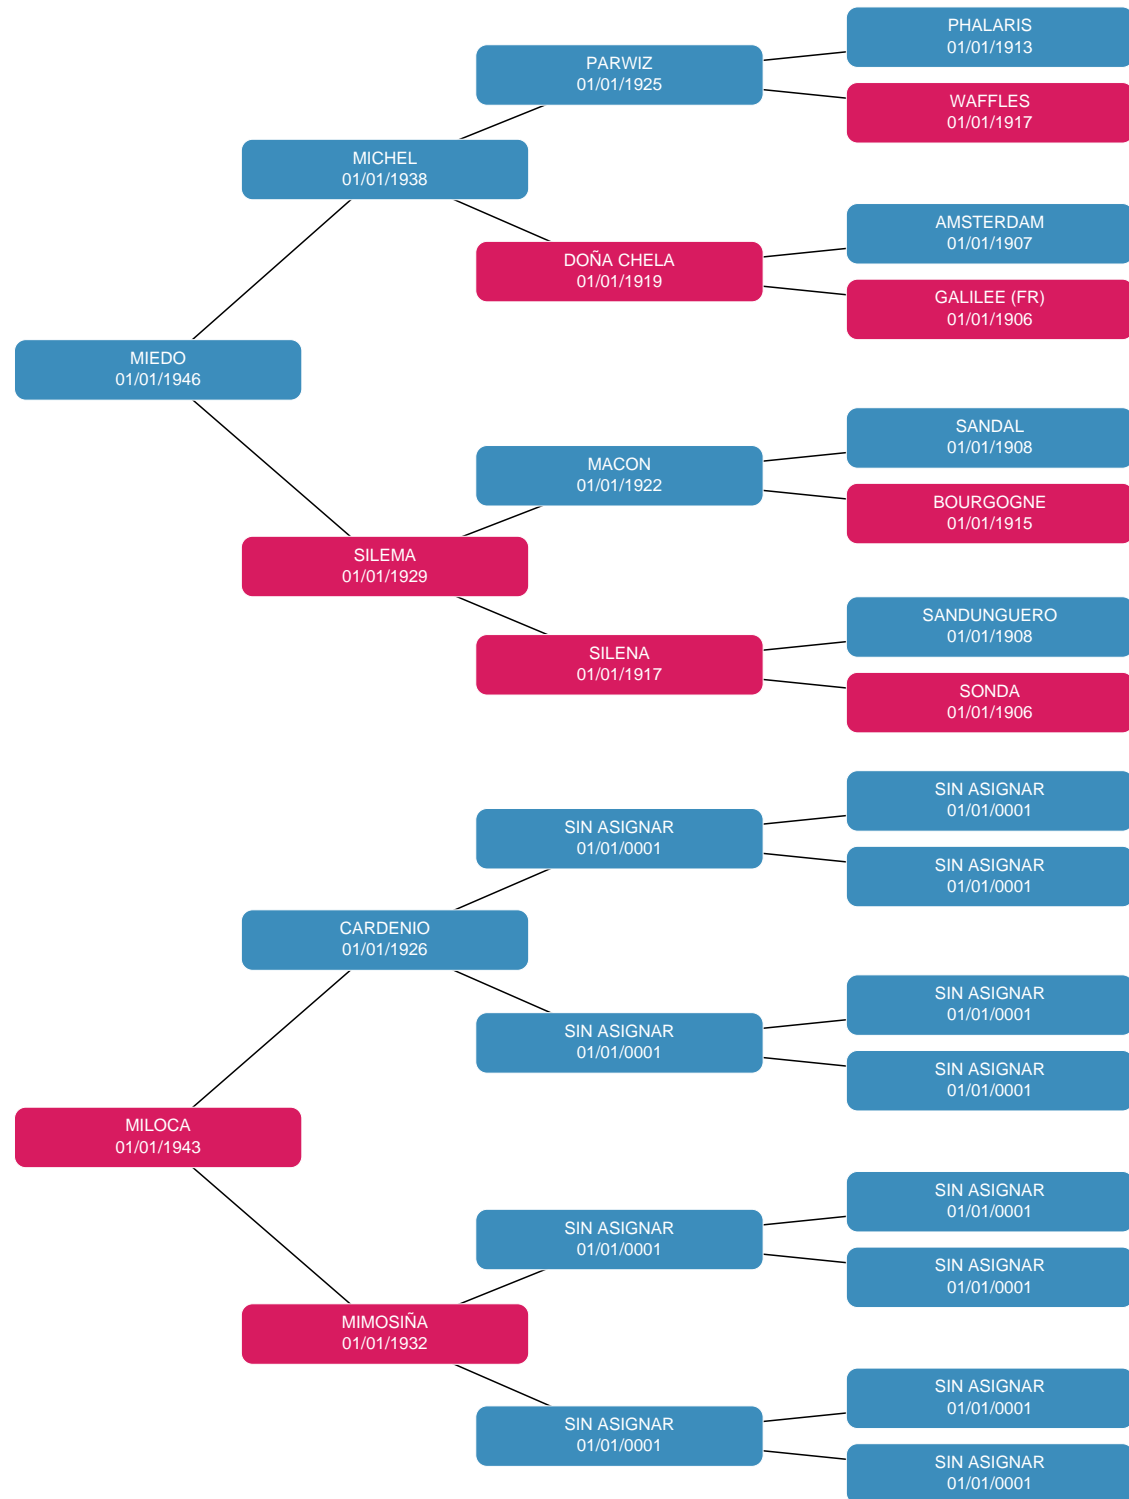 PHALARIS
01/01/1913
PARWIZ
01/01/1925
WAFFLES
01/01/1917
MICHEL
01/01/1938
AMSTERDAM
01/01/1907
DOÑA CHELA
01/01/1919
GALILEE (FR)
01/01/1906
MIEDO
01/01/1946
SANDAL
01/01/1908
MACON
01/01/1922
BOURGOGNE
01/01/1915
SILEMA
01/01/1929
SANDUNGUERO
01/01/1908
SILENA
01/01/1917
SONDA
01/01/1906
SIN ASIGNAR
01/01/0001
SIN ASIGNAR
01/01/0001
SIN ASIGNAR
01/01/0001
CARDENIO
01/01/1926
SIN ASIGNAR
01/01/0001
SIN ASIGNAR
01/01/0001
SIN ASIGNAR
01/01/0001
MILOCA
01/01/1943
SIN ASIGNAR
01/01/0001
SIN ASIGNAR
01/01/0001
SIN ASIGNAR
01/01/0001
MIMOSIÑA
01/01/1932
SIN ASIGNAR
01/01/0001
SIN ASIGNAR
01/01/0001
SIN ASIGNAR
01/01/0001